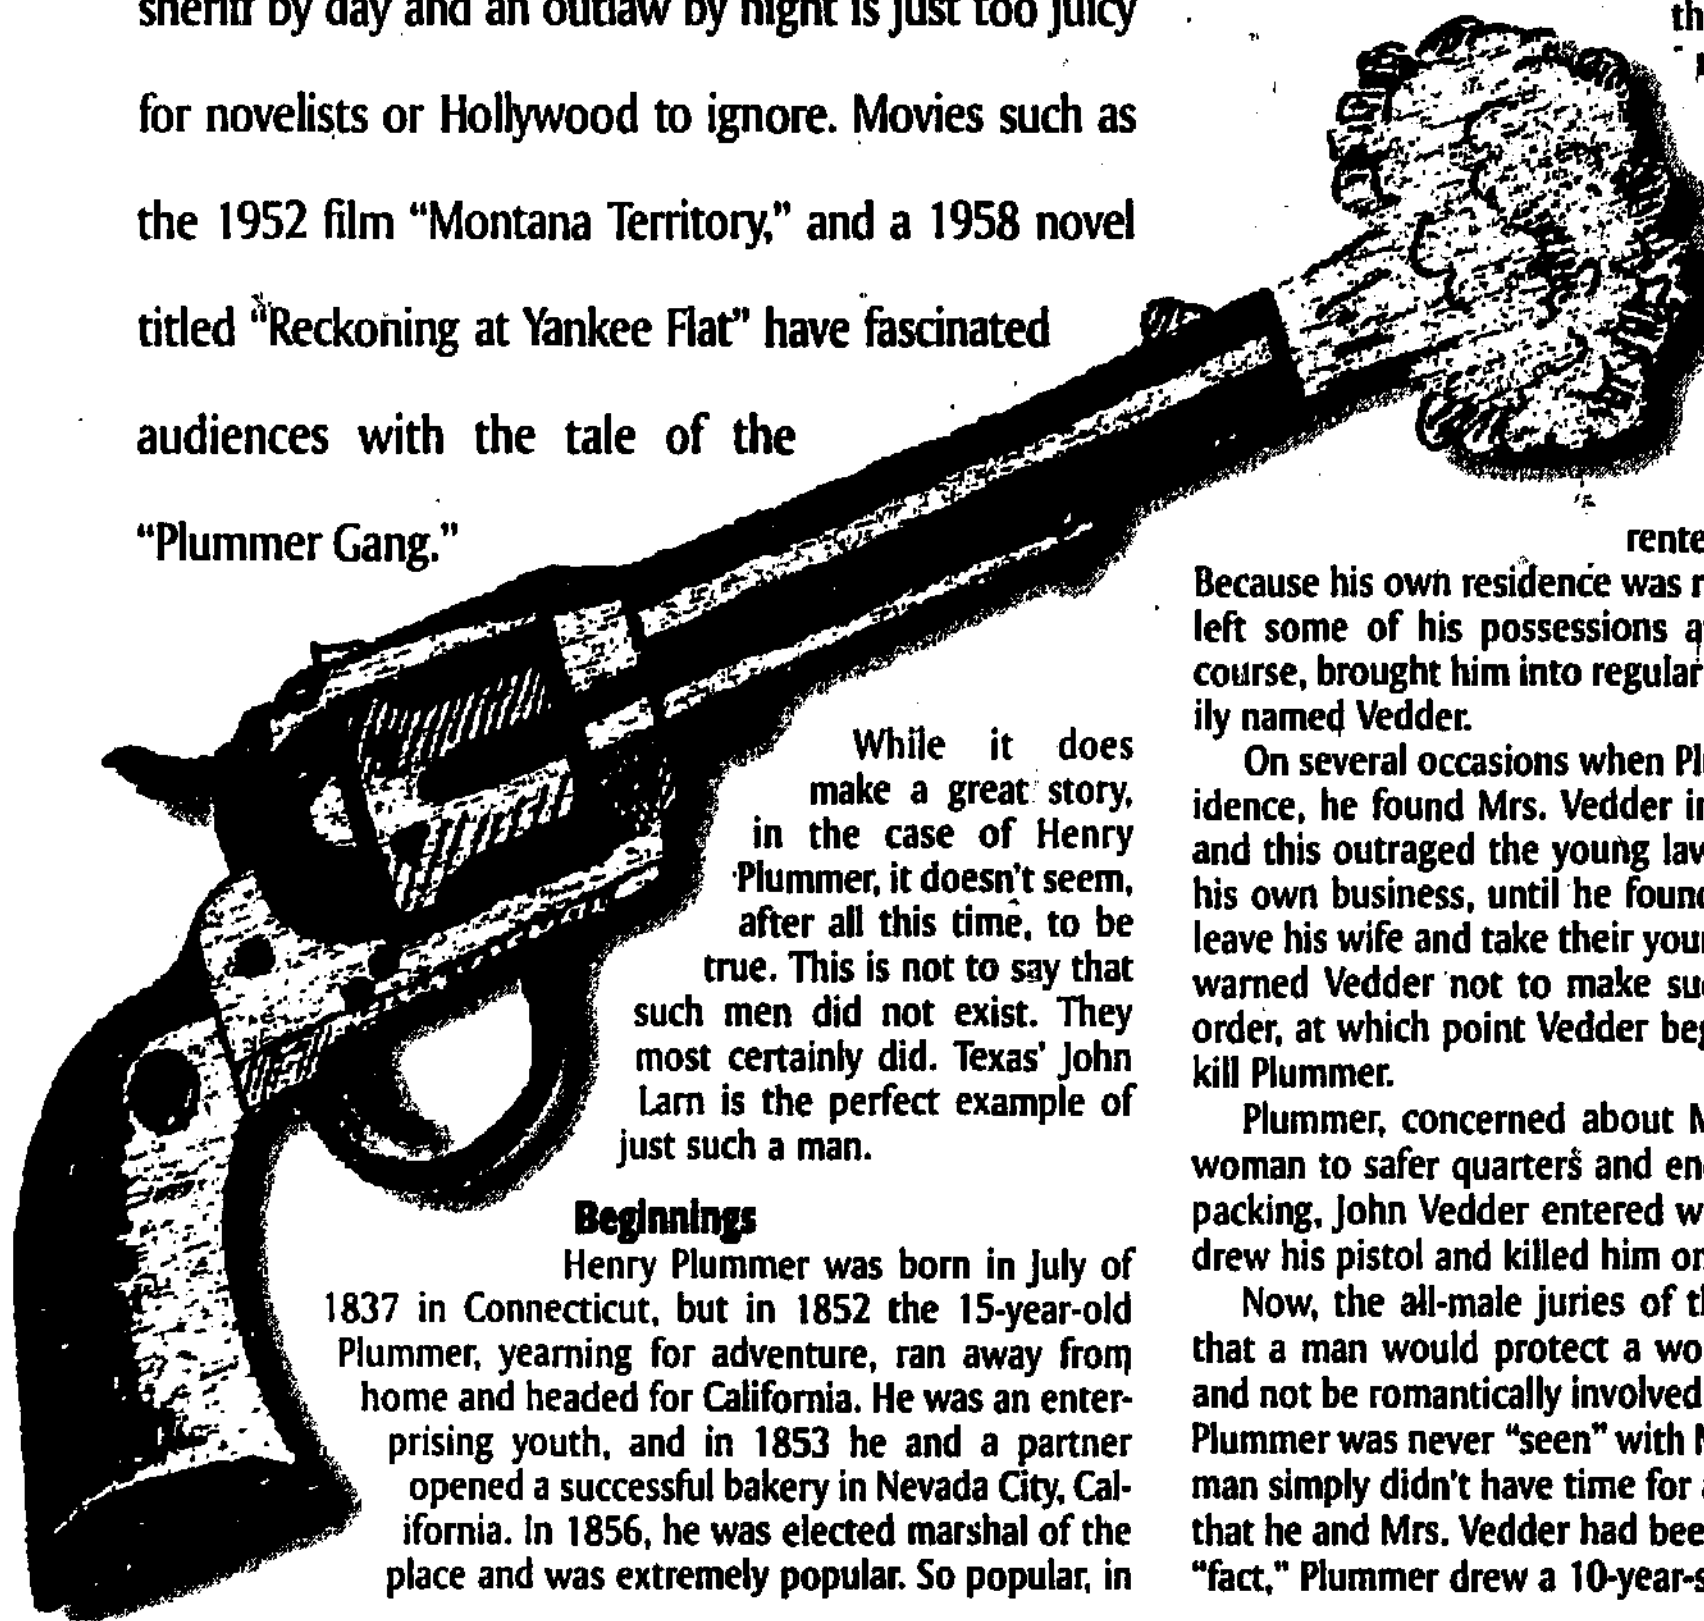 sheriff by day and an outlaw by night is just too juicy
for novelists or Hollywood to ignore. Movies such as
the 1952 film “Montana Territory,” and a 1958 novel
titled “Reckoning at Yankee Flat” have fascinated
audiences with the tale of the
“Plummer Gang.”
While it does
make a great story,
in the case of Henry
Plummer, it doesn't seem,
after all this time, to be
true. This is not to say that
such men did not exist. They
most certainly did. Texas' John
Larn is the perfect example of
just such a man.
Beginnings
Henry Plummer was born in July of
1837 in Connecticut, but in 1852 the 15-year-old
Plummer, yearning for adventure, ran away from
home and headed for California. He was an enter-
prising youth, and in 1853 he and a partner
opened a successful bakery in Nevada City, Cal-
ifornia. In 1856, he was elected marshal of the
place and was extremely popular. So popular, in
th
rente
Because his own residence was r
left some of his possessions a
course, brought him into regular
ily named Vedder.
On several occasions when Pl
idence, he found Mrs. Vedder in
and this outraged the young law
his own business, until he found
leave his wife and take their your
warned Vedder not to make su
order, at which point Vedder beg
kill Plummer.
Plummer, concerned about M
woman to safer quarters and en
packing, John Vedder entered w
drew his pistol and killed him on
Now, the all-male juries of th
that a man would protect a wo
and not be romantically involved
Plummer was never “seen” with M
man simply didn't have time for a
that he and Mrs. Vedder had bee
“fact,” Plummer drew a 10-year-s